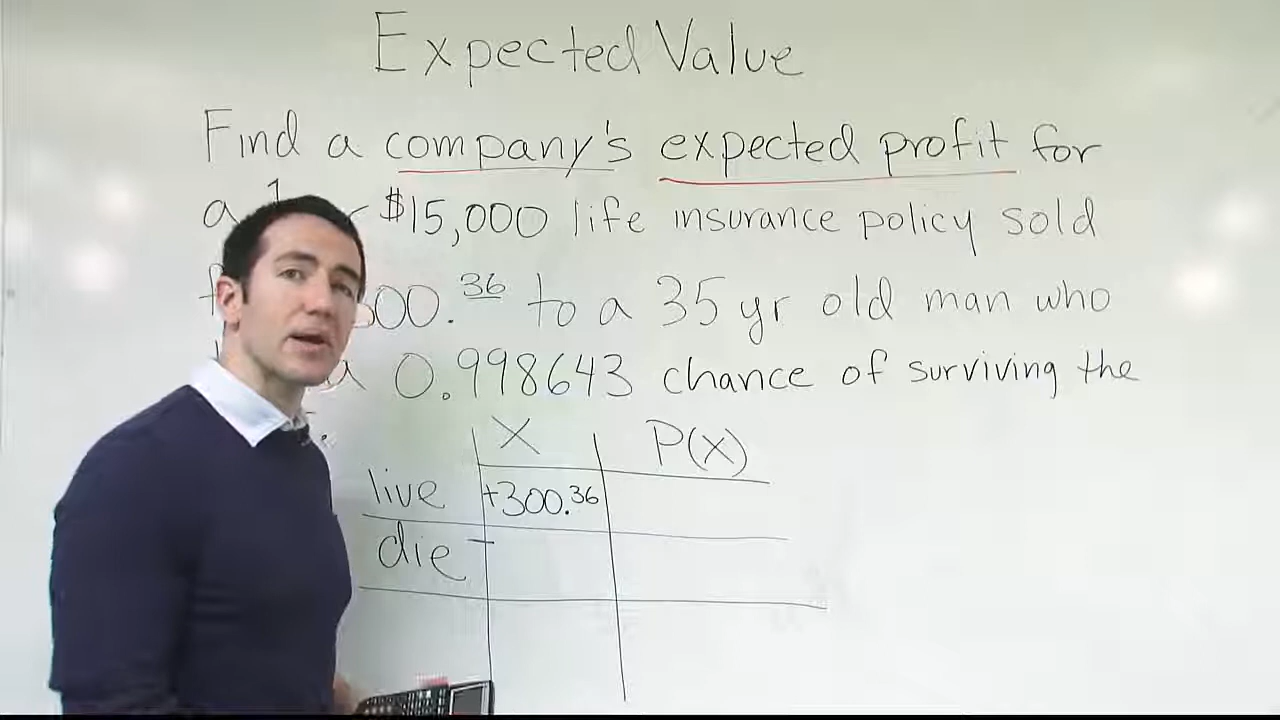 Expected Value
Find a company's expected profit for
a $15,000 life insurance policy sold
00.36 to a 35 yr old man who
a 0.998643 chance of surviving the
X P(X)
live +300.36
die -